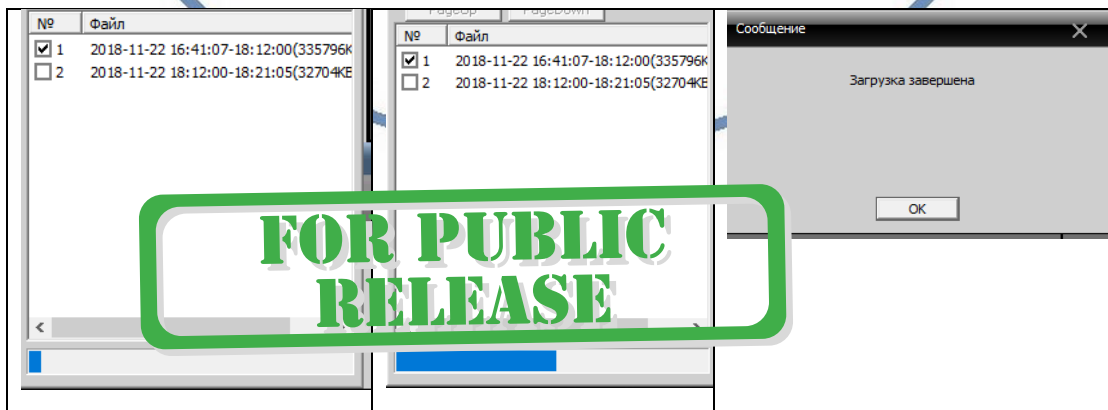 № Файл
1 2018-11-22 16:41:07-18:12:00(335796K
2 2018-11-22 18:12:00-18:21:05(32704KE
PageUp PageDown
№ Файл
1 2018-11-22 16:41:07-18:12:00(335796K
2 2018-11-22 18:12:00-18:21:05(32704KE
Сообщение
Загрузка завершена
OK
FOR PUBLIC
RELEASE